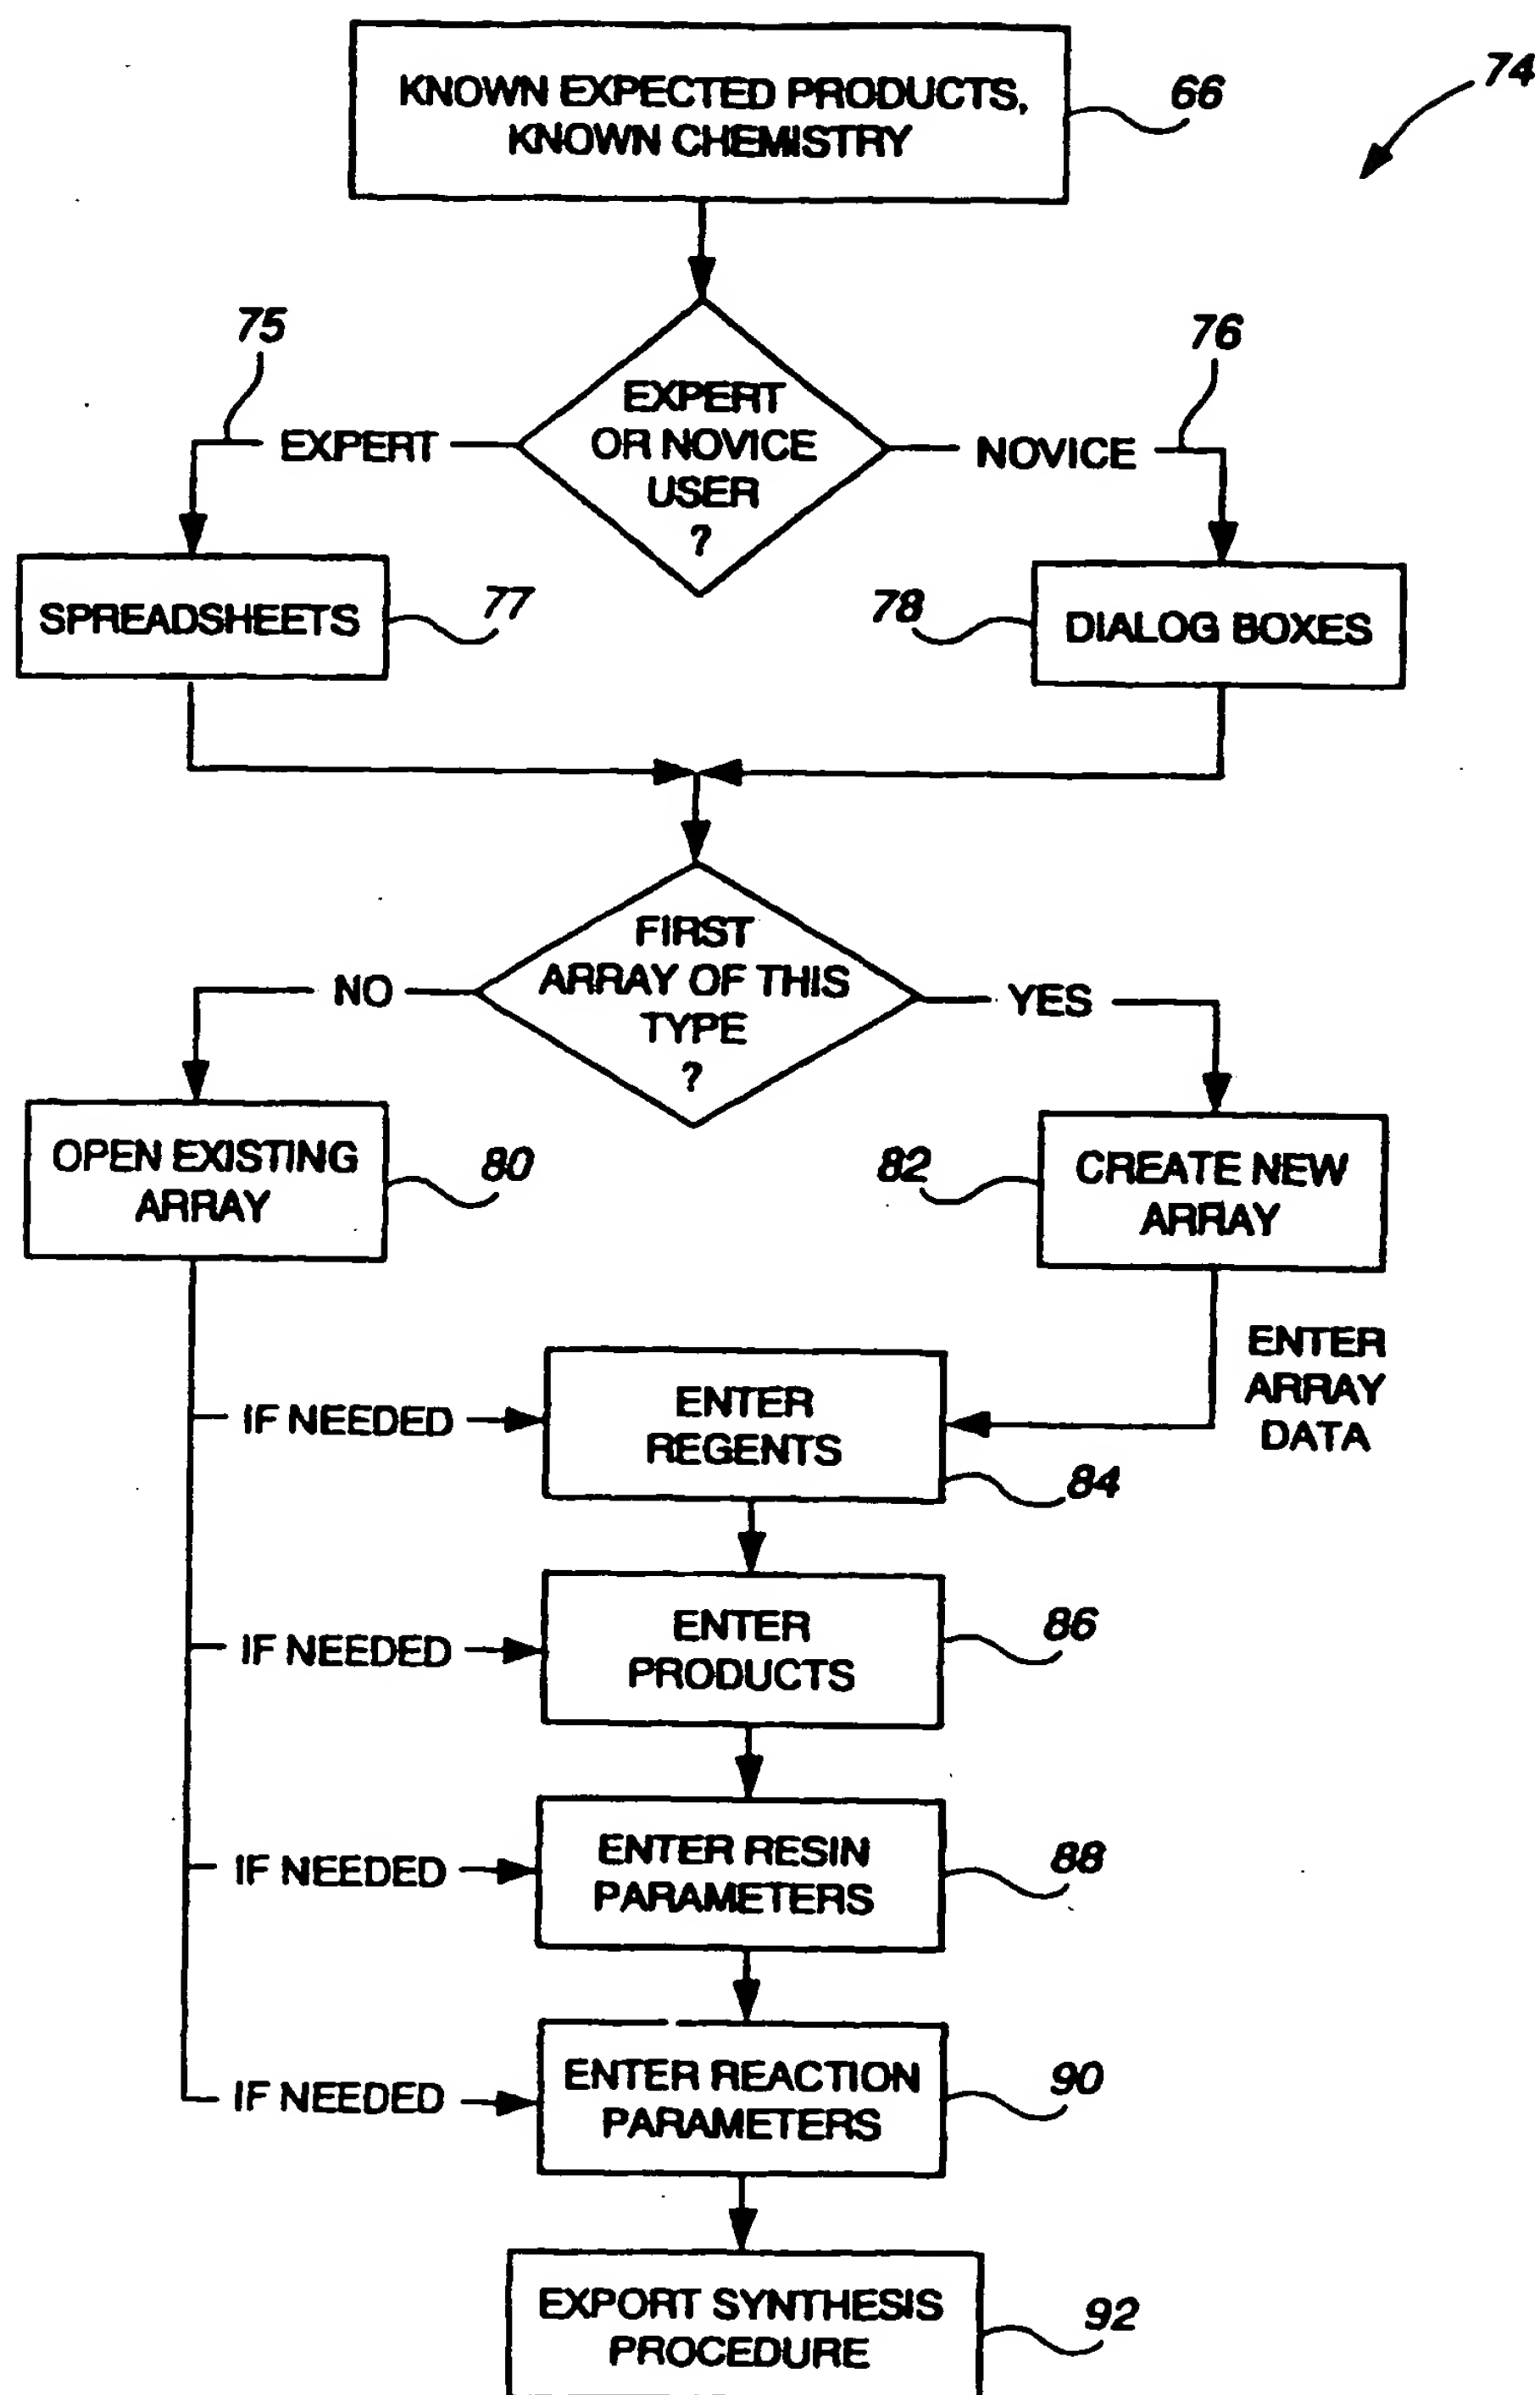 KNOWN EXPECTED PRODUCTS,
KNOWN CHEMISTRY
66
74
75
76
EXPERT
OR NOVICE
USER
?
EXPERT
NOVICE
SPREADSHEETS
77
78
DIALOG BOXES
FIRST
ARRAY OF THIS
TYPE
?
NO
YES
OPEN EXISTING
ARRAY
80
82
CREATE NEW
ARRAY
ENTER
ARRAY
DATA
IF NEEDED
ENTER
REGENTS
84
IF NEEDED
ENTER
PRODUCTS
86
IF NEEDED
ENTER RESIN
PARAMETERS
88
IF NEEDED
ENTER REACTION
PARAMETERS
90
EXPORT SYNTHESIS
PROCEDURE
92